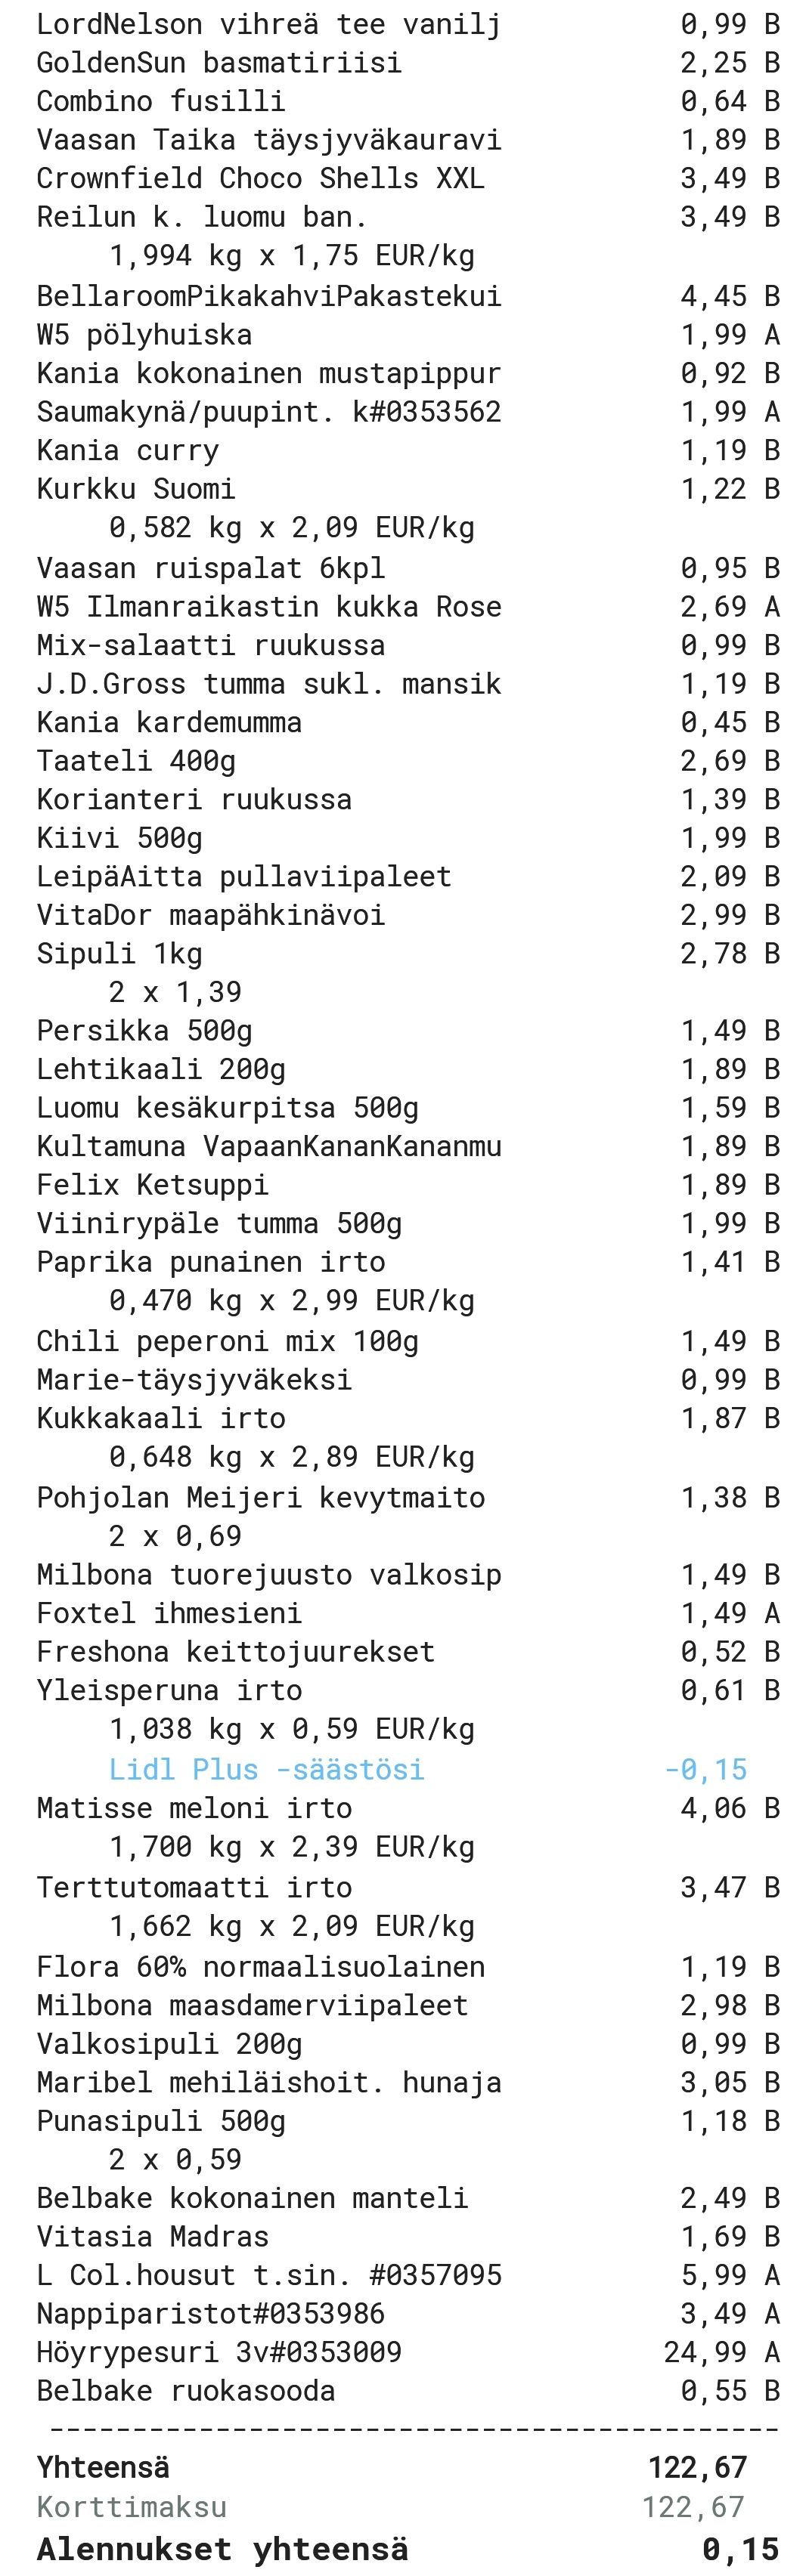 LordNelson vihreä tee vanilj 0,99 B
GoldenSun basmatiriisi 2,25 B
Combino fusilli 0,64 B
Vaasan Taika täysjyväkauravi 1,89 B
Crownfield Choco Shells XXL 3,49 B
Reilun k. luomu ban. 3,49 B
1,994 kg x 1,75 EUR/kg
BellaroomPikakahviPakastekui 4,45 B
W5 pölyhuiska 1,99 A
Kania kokonainen mustapippur 0,92 B
Saumakynä/puupint. k#0353562 1,99 A
Kania curry 1,19 B
Kurkku Suomi 1,22 B
0,582 kg x 2,09 EUR/kg
Vaasan ruispalat 6kpl 0,95 B
W5 Ilmanraikastin kukka Rose 2,69 A
Mix-salaatti ruukussa 0,99 B
J.D.Gross tumma sukl. mansik 1,19 B
Kania kardemumma 0,45 B
Taateli 400g 2,69 B
Korianteri ruukussa 1,39 B
Kiivi 500g 1,99 B
LeipäAitta pullaviipaleet 2,09 B
VitaDor maapähkinävoi 2,99 B
Sipuli 1kg 2,78 B
2 x 1,39
Persikka 500g 1,49 B
Lehtikaali 200g 1,89 B
Luomu kesäkurpitsa 500g 1,59 B
Kultamuna VapaanKananKananmu 1,89 B
Felix Ketsuppi 1,89 B
Viinirypäle tumma 500g 1,99 B
Paprika punainen irto 1,41 B
0,470 kg x 2,99 EUR/kg
Chili peperoni mix 100g 1,49 B
Marie-täysjyväkeksi 0,99 B
Kukkakaali irto 1,87 B
0,648 kg x 2,89 EUR/kg
Pohjolan Meijeri kevytmaito 1,38 B
2 x 0,69
Milbona tuorejuusto valkosip 1,49 B
Foxtel ihmesieni 1,49 A
Freshona keittojuurekset 0,52 B
Yleisperuna irto 0,61 B
1,038 kg x 0,59 EUR/kg
Lidl Plus -säästösi -0,15
Matisse meloni irto 4,06 B
1,700 kg x 2,39 EUR/kg
Terttutomaatti irto 3,47 B
1,662 kg x 2,09 EUR/kg
Flora 60% normaalisuolainen 1,19 B
Milbona maasdamerviipaleet 2,98 B
Valkosipuli 200g 0,99 B
Maribel mehiläishoit. hunaja 3,05 B
Punasipuli 500g 1,18 B
2 x 0,59
Belbake kokonainen manteli 2,49 B
Vitasia Madras 1,69 B
L Col.housut t.sin. #0357095 5,99 A
Nappiparistot#0353986 3,49 A
Höyrypesuri 3v#0353009 24,99 A
Belbake ruokasooda 0,55 B
--------------------------------------------
Yhteensä 122,67
Korttimaksu 122,67
Alennukset yhteensä 0,15